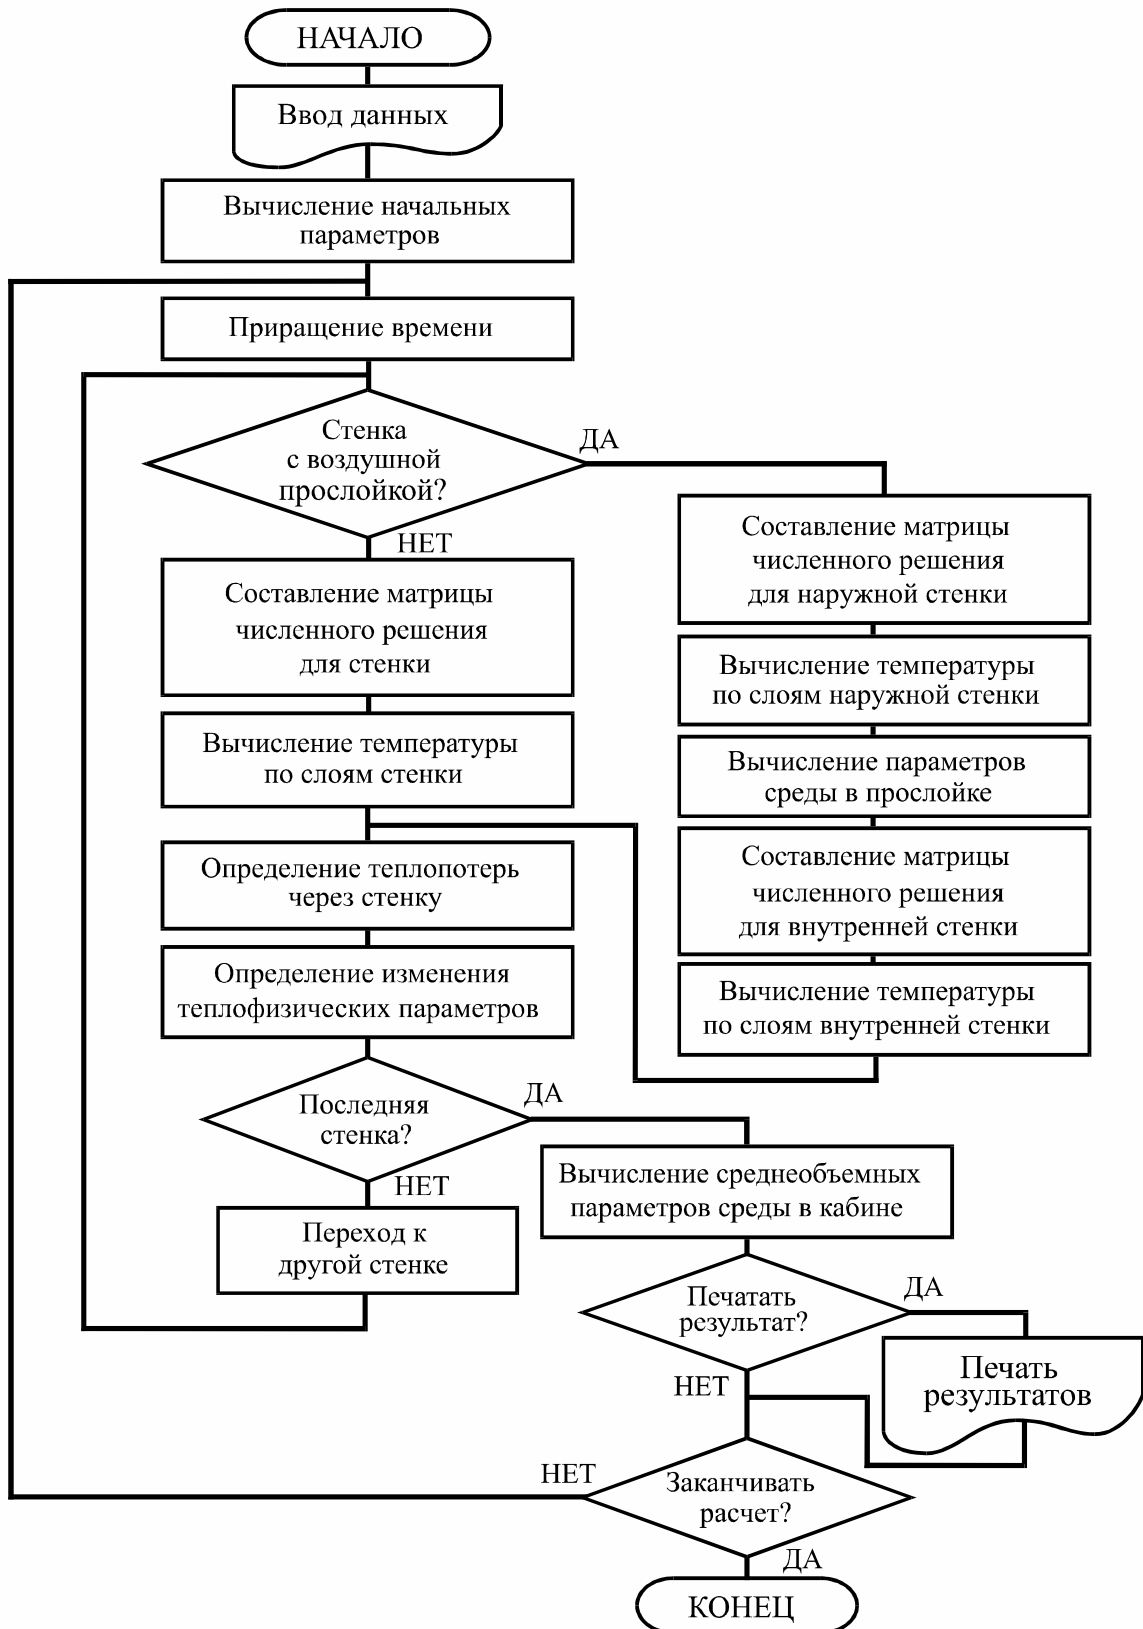 НАЧАЛО
Ввод данных
Вычисление начальных
параметров
Приращение времени
Стенка
с воздушной
прослойкой?
ДА
НЕТ
Составление матрицы
численного решения
для стенки
Вычисление температуры
по слоям стенки
Составление матрицы
численного решения
для наружной стенки
Вычисление температуры
по слоям наружной стенки
Вычисление параметров
среды в прослойке
Составление матрицы
численного решения
для внутренней стенки
Вычисление температуры
по слоям внутренней стенки
Определение теплопотерь
через стенку
Определение изменения
теплофизических параметров
Последняя
стенка?
ДА
НЕТ
Переход к
другой стенке
Вычисление среднеобъемных
параметров среды в кабине
Печатать
результат?
ДА
НЕТ
Печать
результатов
Заканчивать
расчет?
НЕТ
ДА
КОНЕЦ